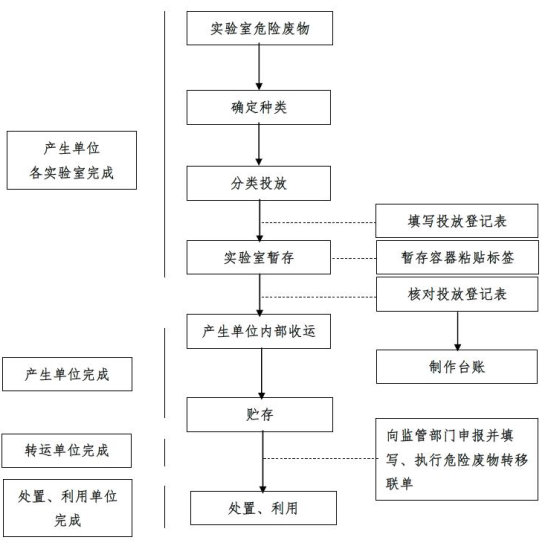 实验室危险废物
确定种类
产生单位
各实验室完成
分类投放
填写投放登记表
实验室暂存
暂存容器粘贴标签
核对投放登记表
产生单位内部收运
产生单位完成
制作台账
贮存
转运单位完成
向监管部门申报并填
写、执行危险废物转移
联单
处置、利用单位
完成
处置、利用